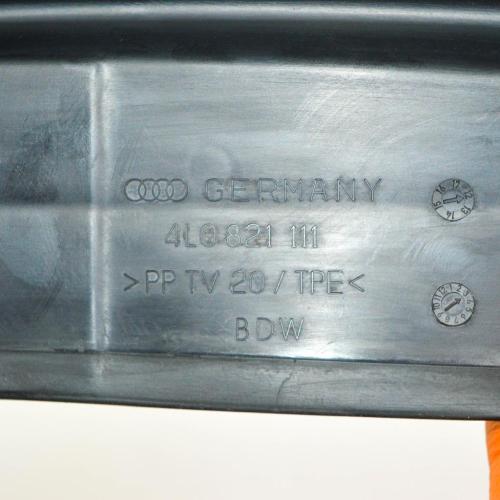 GERMANY
4L0 821 111
>PP TV 20 / TPE<
BDW